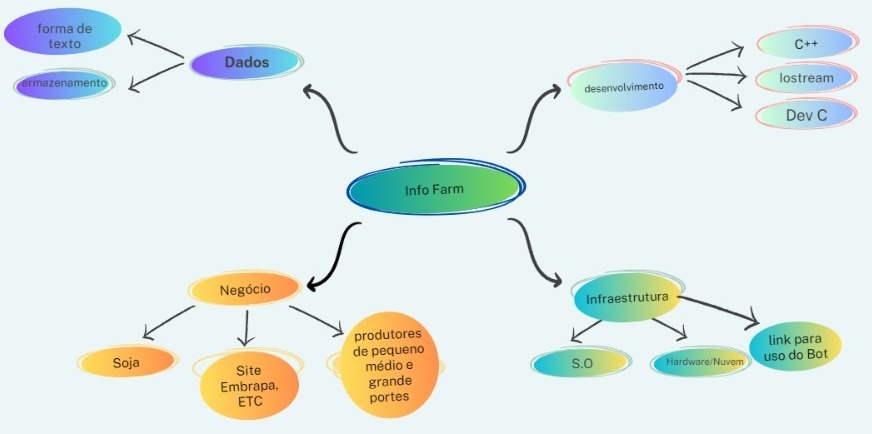 forma de
texto
armazenamento
Dados
desenvolvimento
C++
Iostream
Dev C
Info Farm
Negócio
Soja
Site
Embrapa,
ETC
produtores
de pequeno
médio e
grande
portes
Infraestrutura
S.O
Hardware/Nuvem
link para
uso do Bot